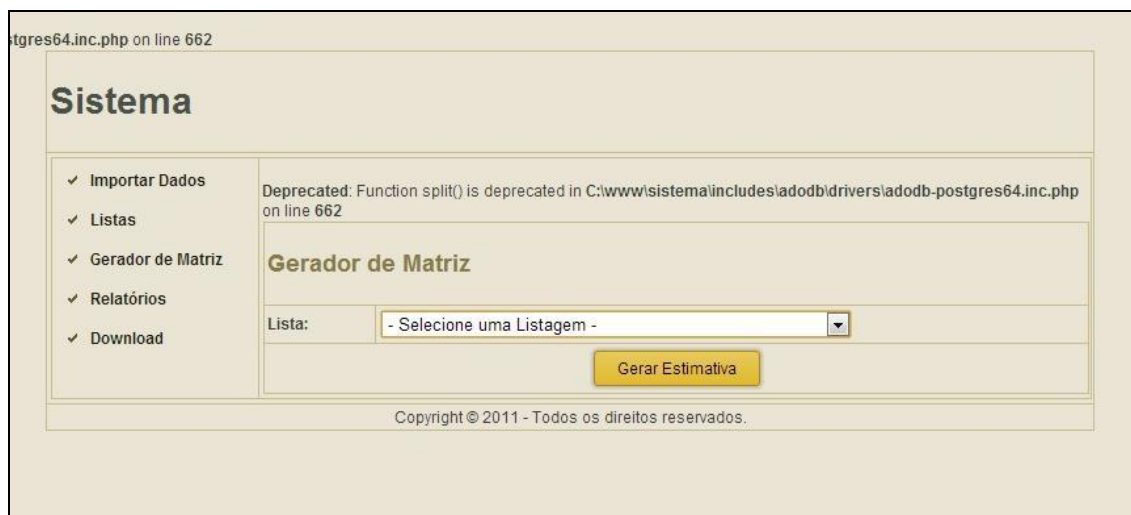 stgres64.inc.php on line 662
Sistema
Importar Dados
Listas
Gerador de Matriz
Relatórios
Download
Deprecated: Function split() is deprecated in C:\www\sistema\includes\adodb\drivers\adodb-postgres64.inc.php
on line 662
Gerador de Matriz
Lista:
- Selecione uma Listagem -
Gerar Estimativa
Copyright © 2011 - Todos os direitos reservados.